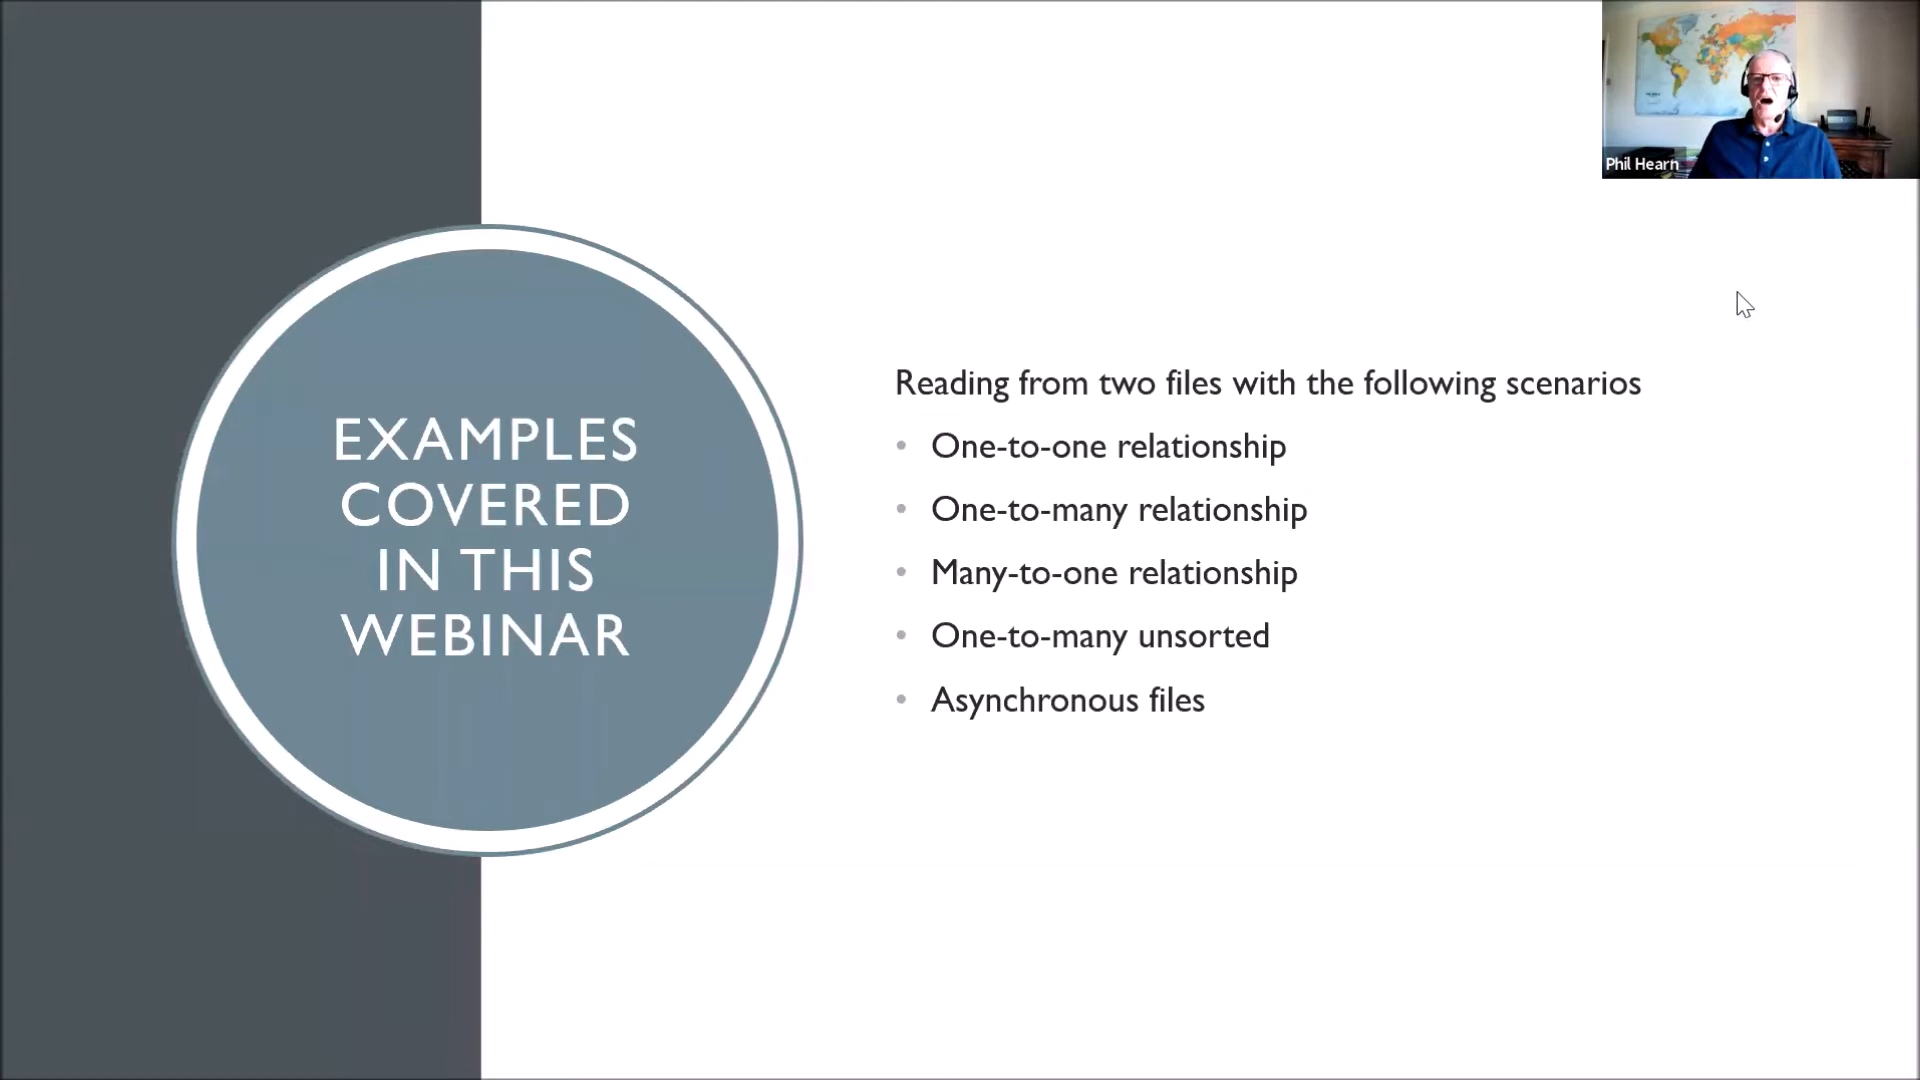 EXAMPLES
COVERED
IN THIS
WEBINAR
Reading from two files with the following scenarios
• One-to-one relationship
• One-to-many relationship
• Many-to-one relationship
• One-to-many unsorted
• Asynchronous files
Phil Hearn